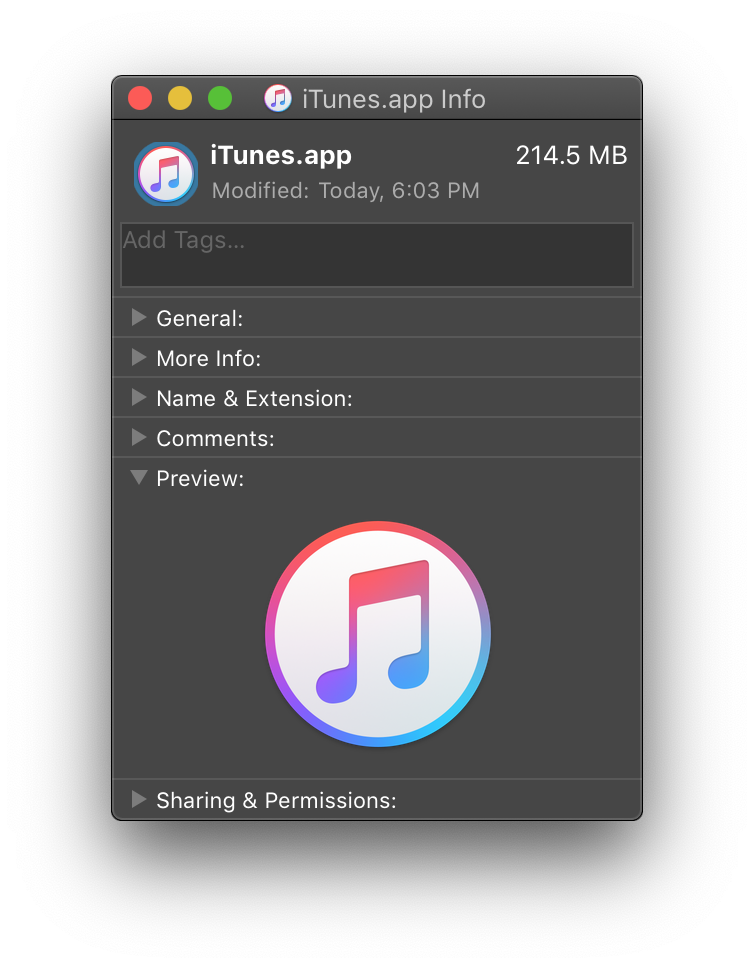 iTunes.app Info
iTunes.app 214.5 MB
Modified: Today, 6:03 PM
Add Tags...
General:
More Info:
Name & Extension:
Comments:
Preview:
Sharing & Permissions: